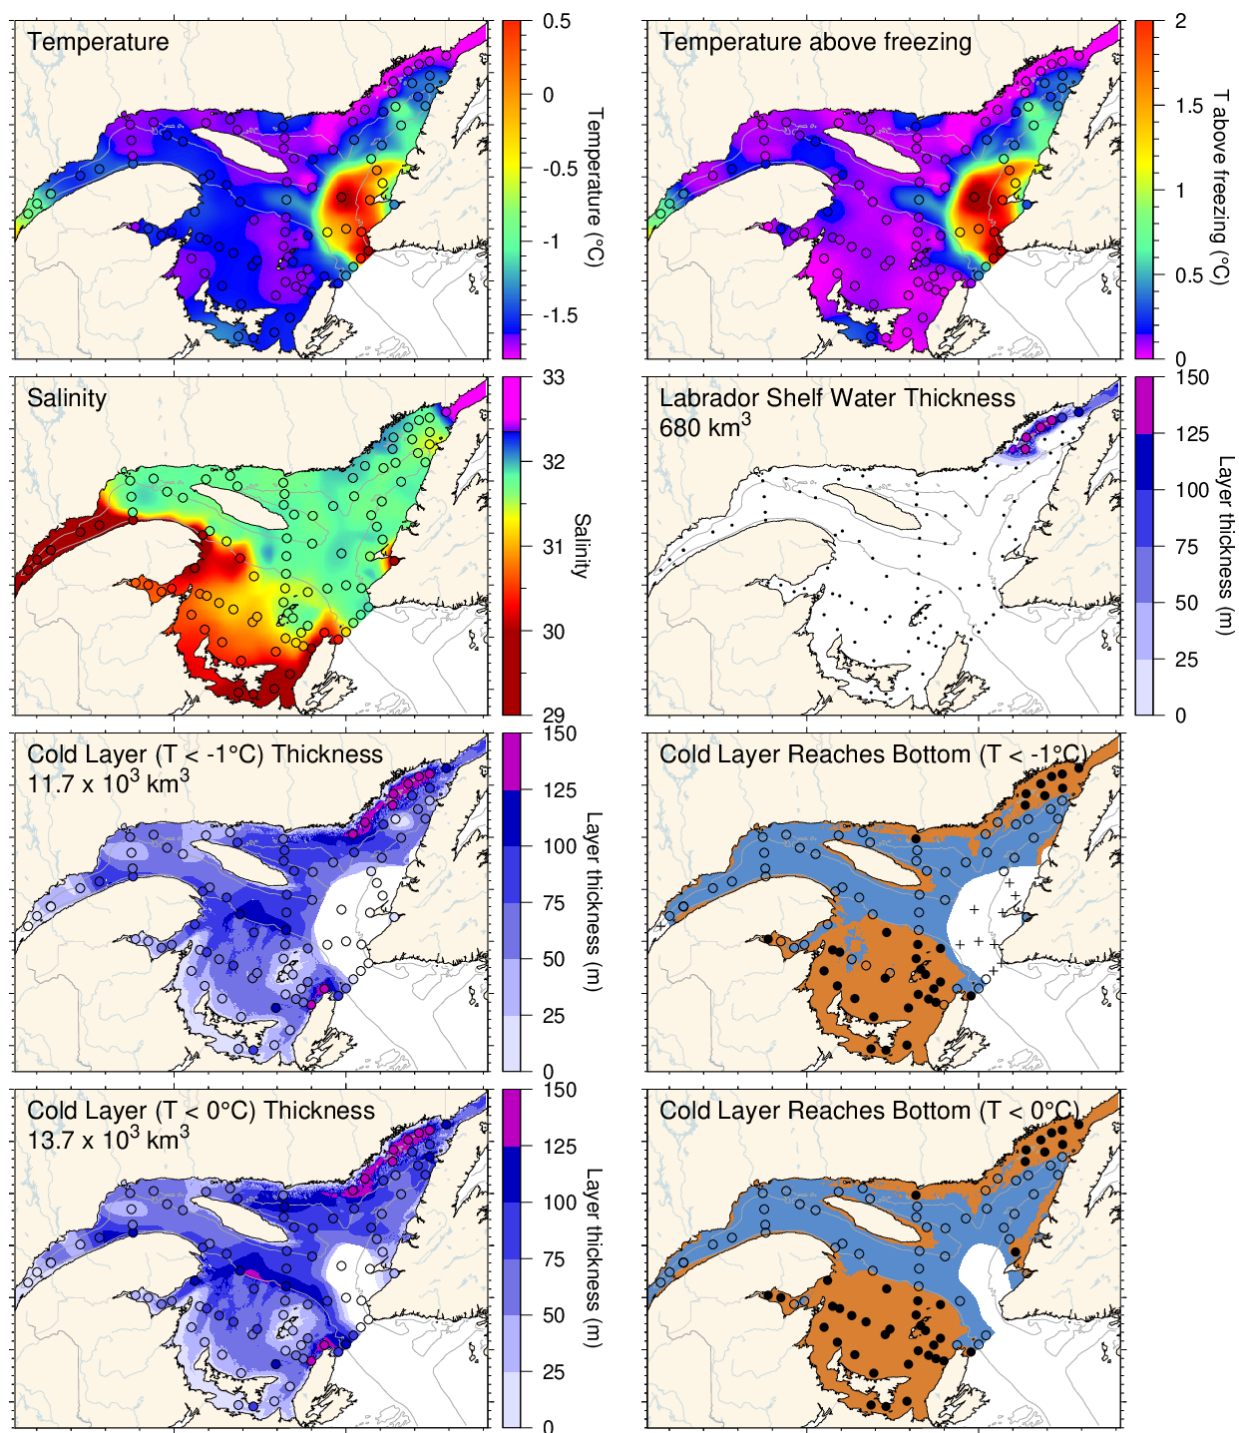 Temperature
0.5
0
-0.5
-1
-1.5
Temperature (°C)
Temperature above freezing
2
1.5
1
0.5
0
T above freezing (°C)
Salinity
33
32
31
30
29
Salinity
Labrador Shelf Water Thickness
680 km³
150
125
100
75
50
25
0
Layer thickness (m)
Cold Layer (T < -1°C) Thickness
11.7 x 10³ km³
150
125
100
75
50
25
0
Layer thickness (m)
Cold Layer Reaches Bottom (T < -1°C)
Cold Layer (T < 0°C) Thickness
13.7 x 10³ km³
150
125
100
75
50
25
0
Layer thickness (m)
Cold Layer Reaches Bottom (T < 0°C)